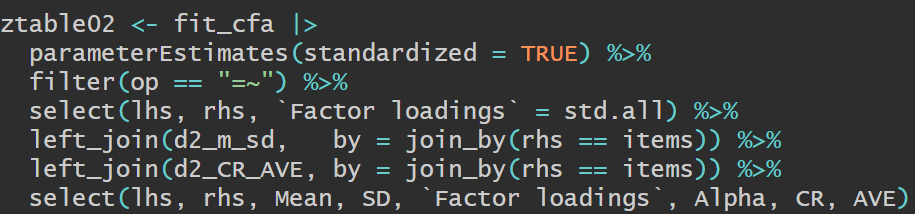 ztable02 <- fit_cfa |>
  parameterEstimates(standardized = TRUE) %>%
  filter(op == "=~") %>%
  select(lhs, rhs, `Factor loadings` = std.all) %>%
  left_join(d2_m_sd,   by = join_by(rhs == items)) %>%
  left_join(d2_CR_AVE, by = join_by(rhs == items)) %>%
  select(lhs, rhs, Mean, SD, `Factor loadings`, Alpha, CR, AVE)